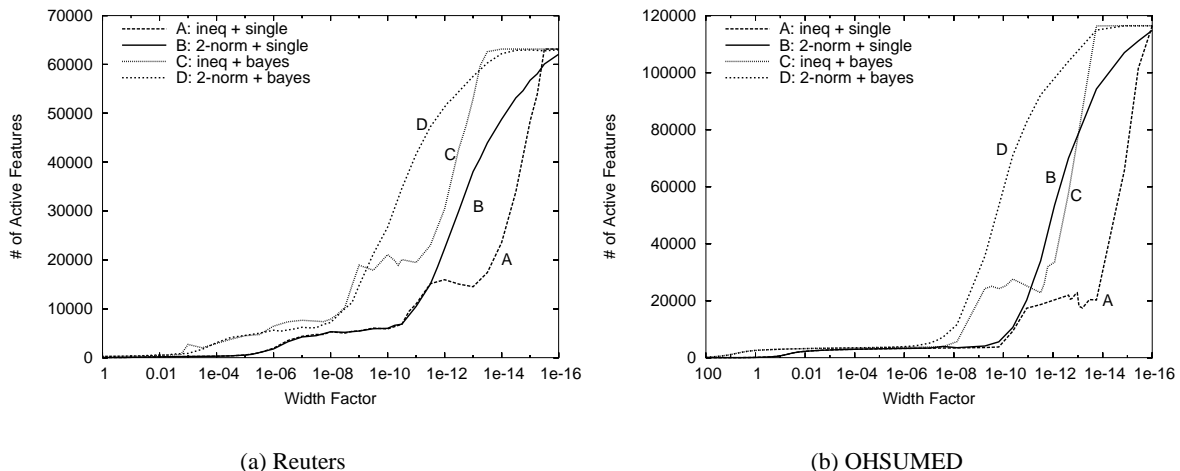 A: ineq + single
B: 2-norm + single
C: ineq + bayes
D: 2-norm + bayes
70000
60000
50000
40000
30000
20000
10000
0
# of Active Features
D
C
B
A
1
0.01
1e-04
1e-06
1e-08
1e-10
1e-12
1e-14
1e-16
Width Factor
(a) Reuters
A: ineq + single
B: 2-norm + single
C: ineq + bayes
D: 2-norm + bayes
120000
100000
80000
60000
40000
20000
0
# of Active Features
D
B
C
A
100
1
0.01
1e-04
1e-06
1e-08
1e-10
1e-12
1e-14
1e-16
Width Factor
(b) OHSUMED